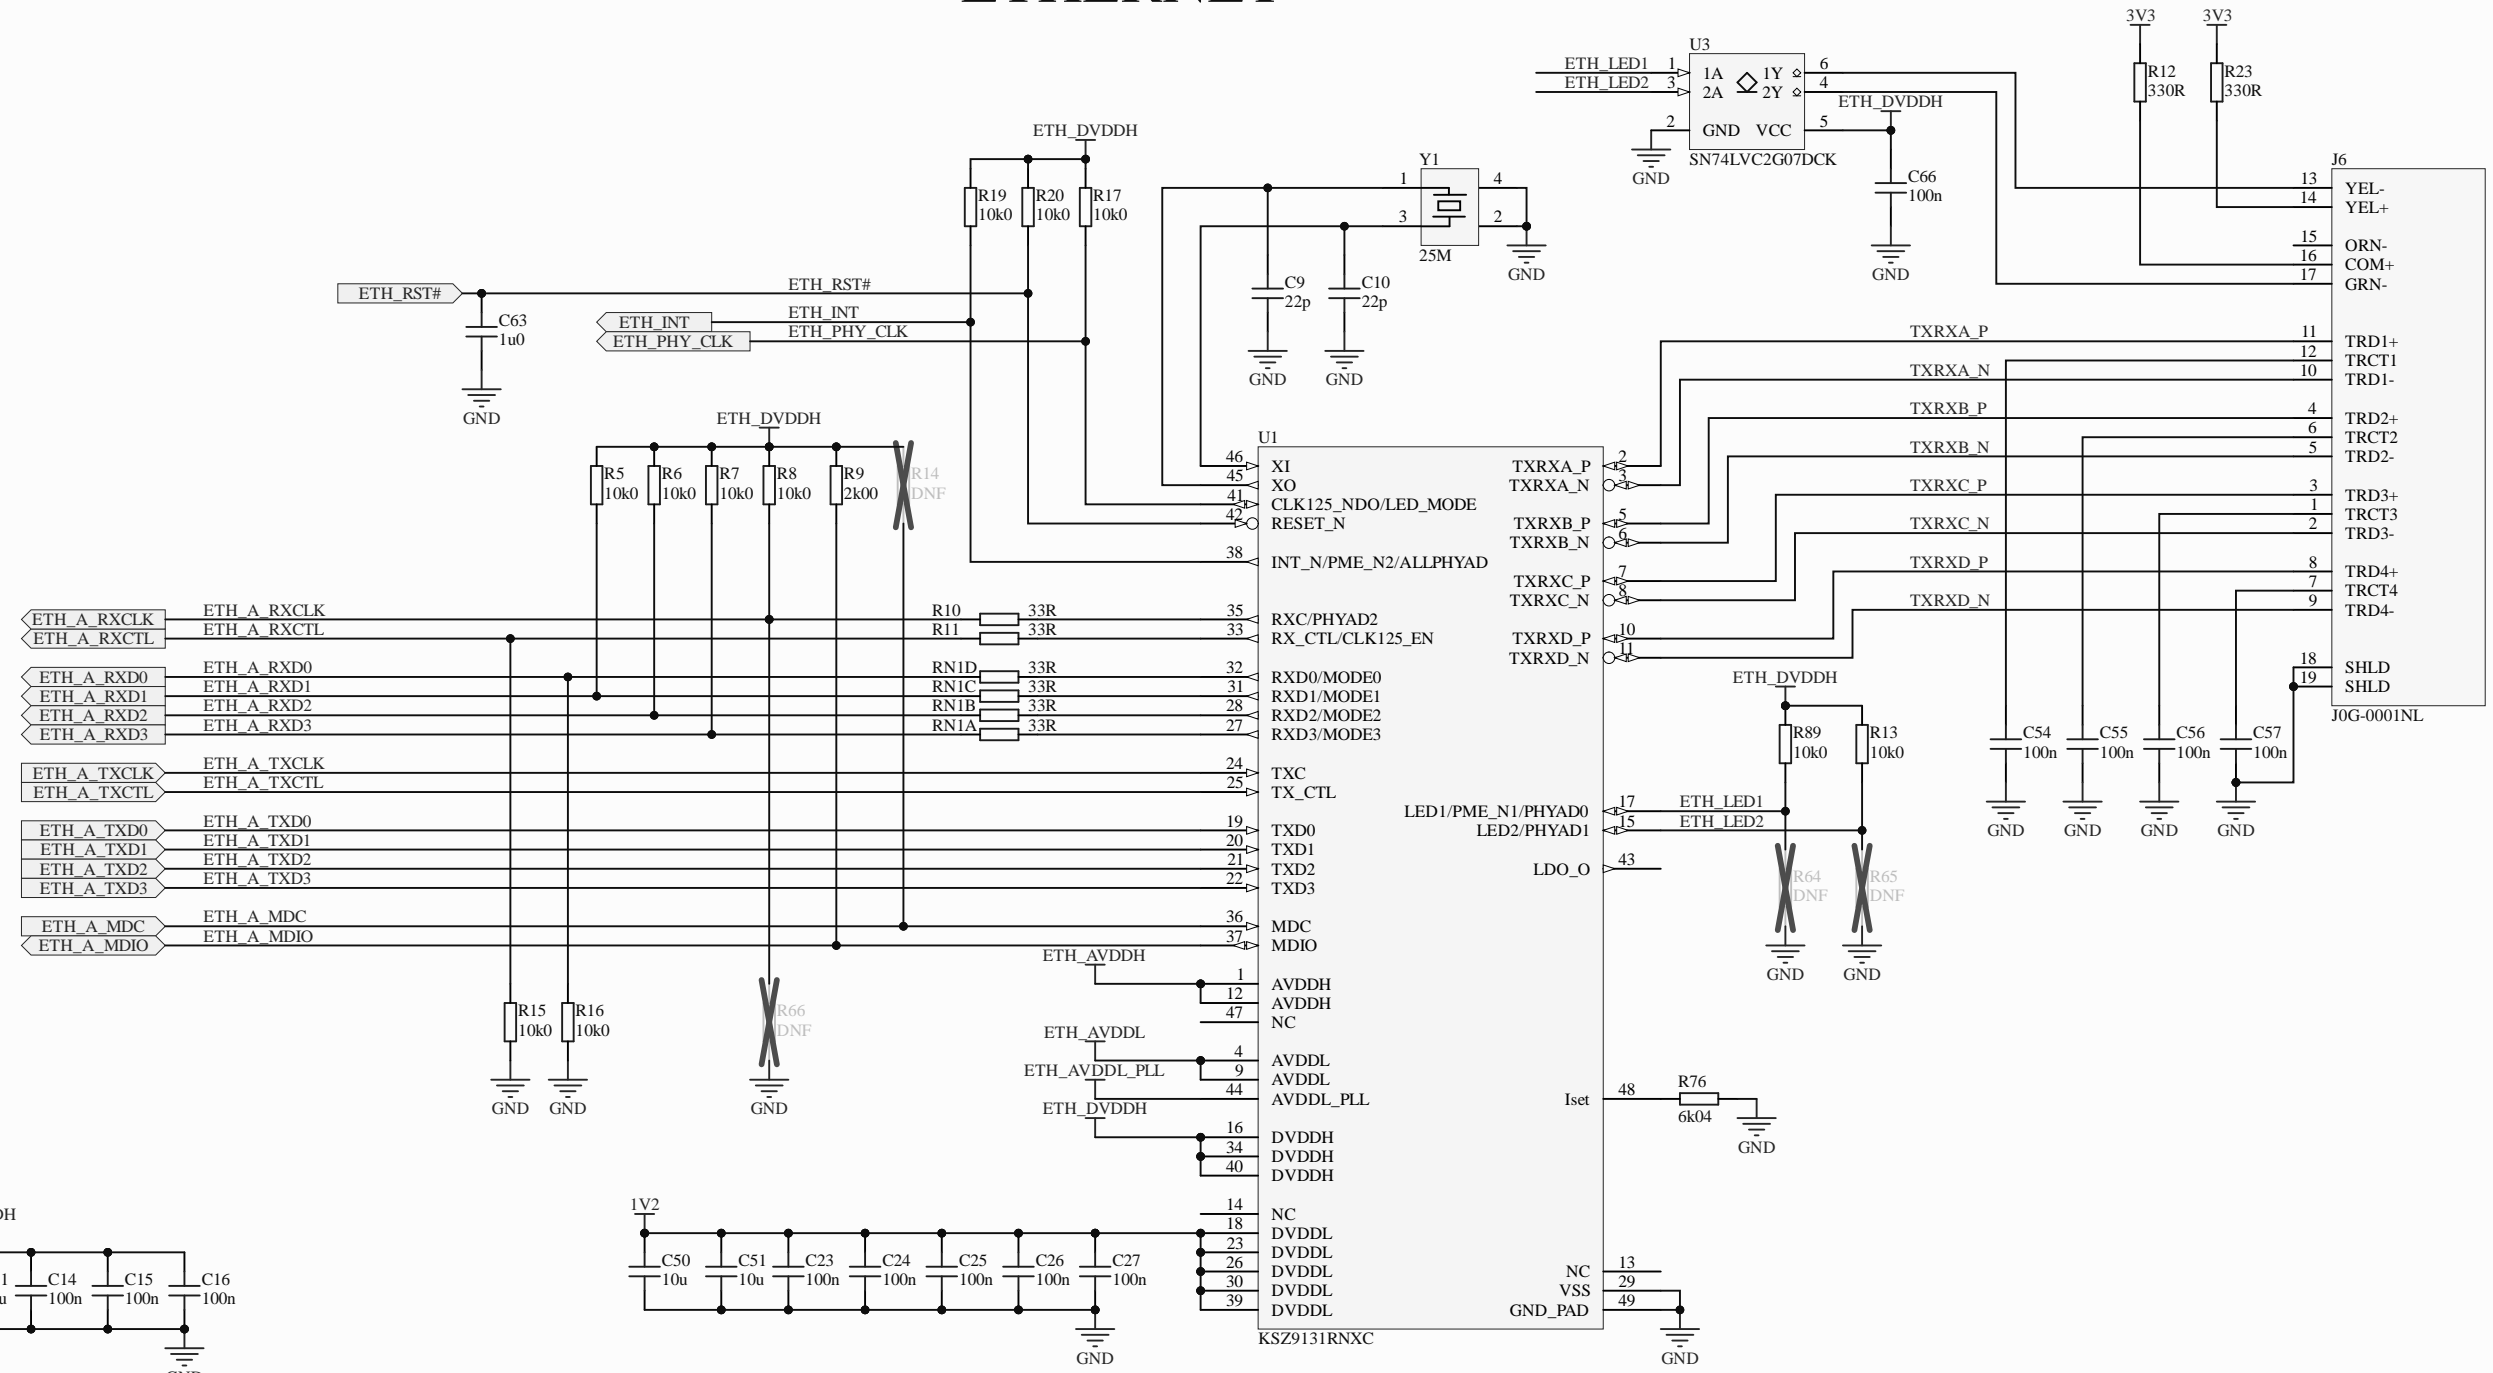 ETHERNET
3V3 3V3
U3
ETH_LED1 1 1A 1Y 6
ETH_LED2 3 2A 2Y 4
R12 330R
R23 330R
ETH_DVDDH
2 GND VCC 5
SN74LVC2G07DCK
GND
C66 100n
GND
ETH_DVDDH
R19 10k0
R20 10k0
R17 10k0
Y1
1 4
3 2
25M
GND
C9 22p
C10 22p
GND GND
J6
13 YEL-
14 YEL+
15 ORN-
16 COM+
17 GRN-
TXRXA_P 11 TRD1+
12 TRCT1
TXRXA_N 10 TRD1-
TXRXB_P 4 TRD2+
6 TRCT2
TXRXB_N 5 TRD2-
TXRXC_P 3 TRD3+
1 TRCT3
TXRXC_N 2 TRD3-
TXRXD_P 8 TRD4+
7 TRCT4
TXRXD_N 9 TRD4-
18 SHLD
19 SHLD
J0G-0001NL
ETH_RST# ETH_RST#
C63 1u0
GND
ETH_INT ETH_INT
ETH_PHY_CLK ETH_PHY_CLK
ETH_DVDDH
R5 10k0
R6 10k0
R7 10k0
R8 10k0
R9 2k00
R14 DNF
U1
46 XI
45 XO
41 CLK125_NDO/LED_MODE
42 RESET_N
38 INT_N/PME_N2/ALLPHYAD
TXRXA_P 2
TXRXA_N 3
TXRXB_P 5
TXRXB_N 6
TXRXC_P 7
TXRXC_N 8
TXRXD_P 10
TXRXD_N 11
ETH_A_RXCLK ETH_A_RXCLK R10 33R 35 RXC/PHYAD2
ETH_A_RXCTL ETH_A_RXCTL R11 33R 33 RX_CTL/CLK125_EN
ETH_A_RXD0 ETH_A_RXD0 RN1D 33R 32 RXD0/MODE0
ETH_A_RXD1 ETH_A_RXD1 RN1C 33R 31 RXD1/MODE1
ETH_A_RXD2 ETH_A_RXD2 RN1B 33R 28 RXD2/MODE2
ETH_A_RXD3 ETH_A_RXD3 RN1A 33R 27 RXD3/MODE3
ETH_A_TXCLK ETH_A_TXCLK 24 TXC
ETH_A_TXCTL ETH_A_TXCTL 25 TX_CTL
ETH_A_TXD0 ETH_A_TXD0 19 TXD0
ETH_A_TXD1 ETH_A_TXD1 20 TXD1
ETH_A_TXD2 ETH_A_TXD2 21 TXD2
ETH_A_TXD3 ETH_A_TXD3 22 TXD3
ETH_A_MDC ETH_A_MDC 36 MDC
ETH_A_MDIO ETH_A_MDIO 37 MDIO
ETH_DVDDH
R89 10k0
R13 10k0
LED1/PME_N1/PHYAD0 17 ETH_LED1
LED2/PHYAD1 15 ETH_LED2
LDO_O 43
R64 DNF
R65 DNF
GND GND
C54 100n
C55 100n
C56 100n
C57 100n
GND GND GND GND
R15 10k0
R16 10k0
R66 DNF
GND GND GND
ETH_AVDDH
1 AVDDH
12 AVDDH
47 NC
ETH_AVDDL
4 AVDDL
9 AVDDL
ETH_AVDDL_PLL
44 AVDDL_PLL
ETH_DVDDH
16 DVDDH
34 DVDDH
40 DVDDH
Iset 48 R76 6k04
GND
1V2
14 NC
18 DVDDL
23 DVDDL
26 DVDDL
30 DVDDL
39 DVDDL
C50 10u
C51 10u
C23 100n
C24 100n
C25 100n
C26 100n
C27 100n
GND
NC 13
VSS 29
GND_PAD 49
GND
KSZ9131RNXC
DH
1
u
C14 100n
C15 100n
C16 100n
GND